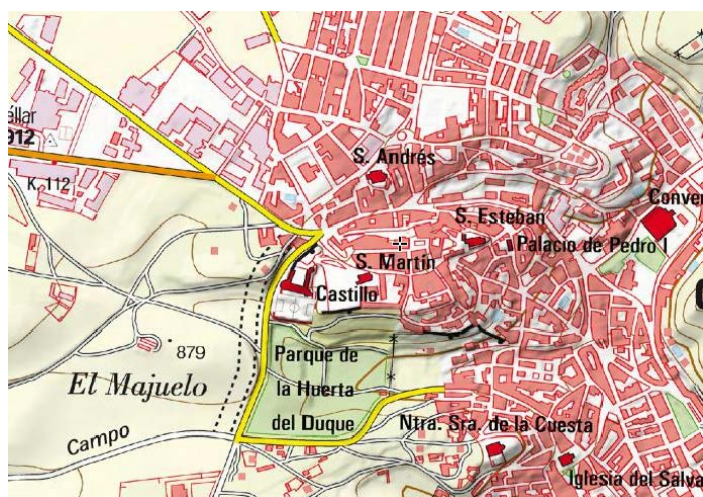 éllar
912
K. 112
S. Andrés
Conver
S. Esteban
Palacio de Pedro I
S. Martín
Castillo
879
Parque de
la Huerta
del Duque
El Majuelo
Campo
Ntra. Sra. de la Cuesta
Iglesia del Salva